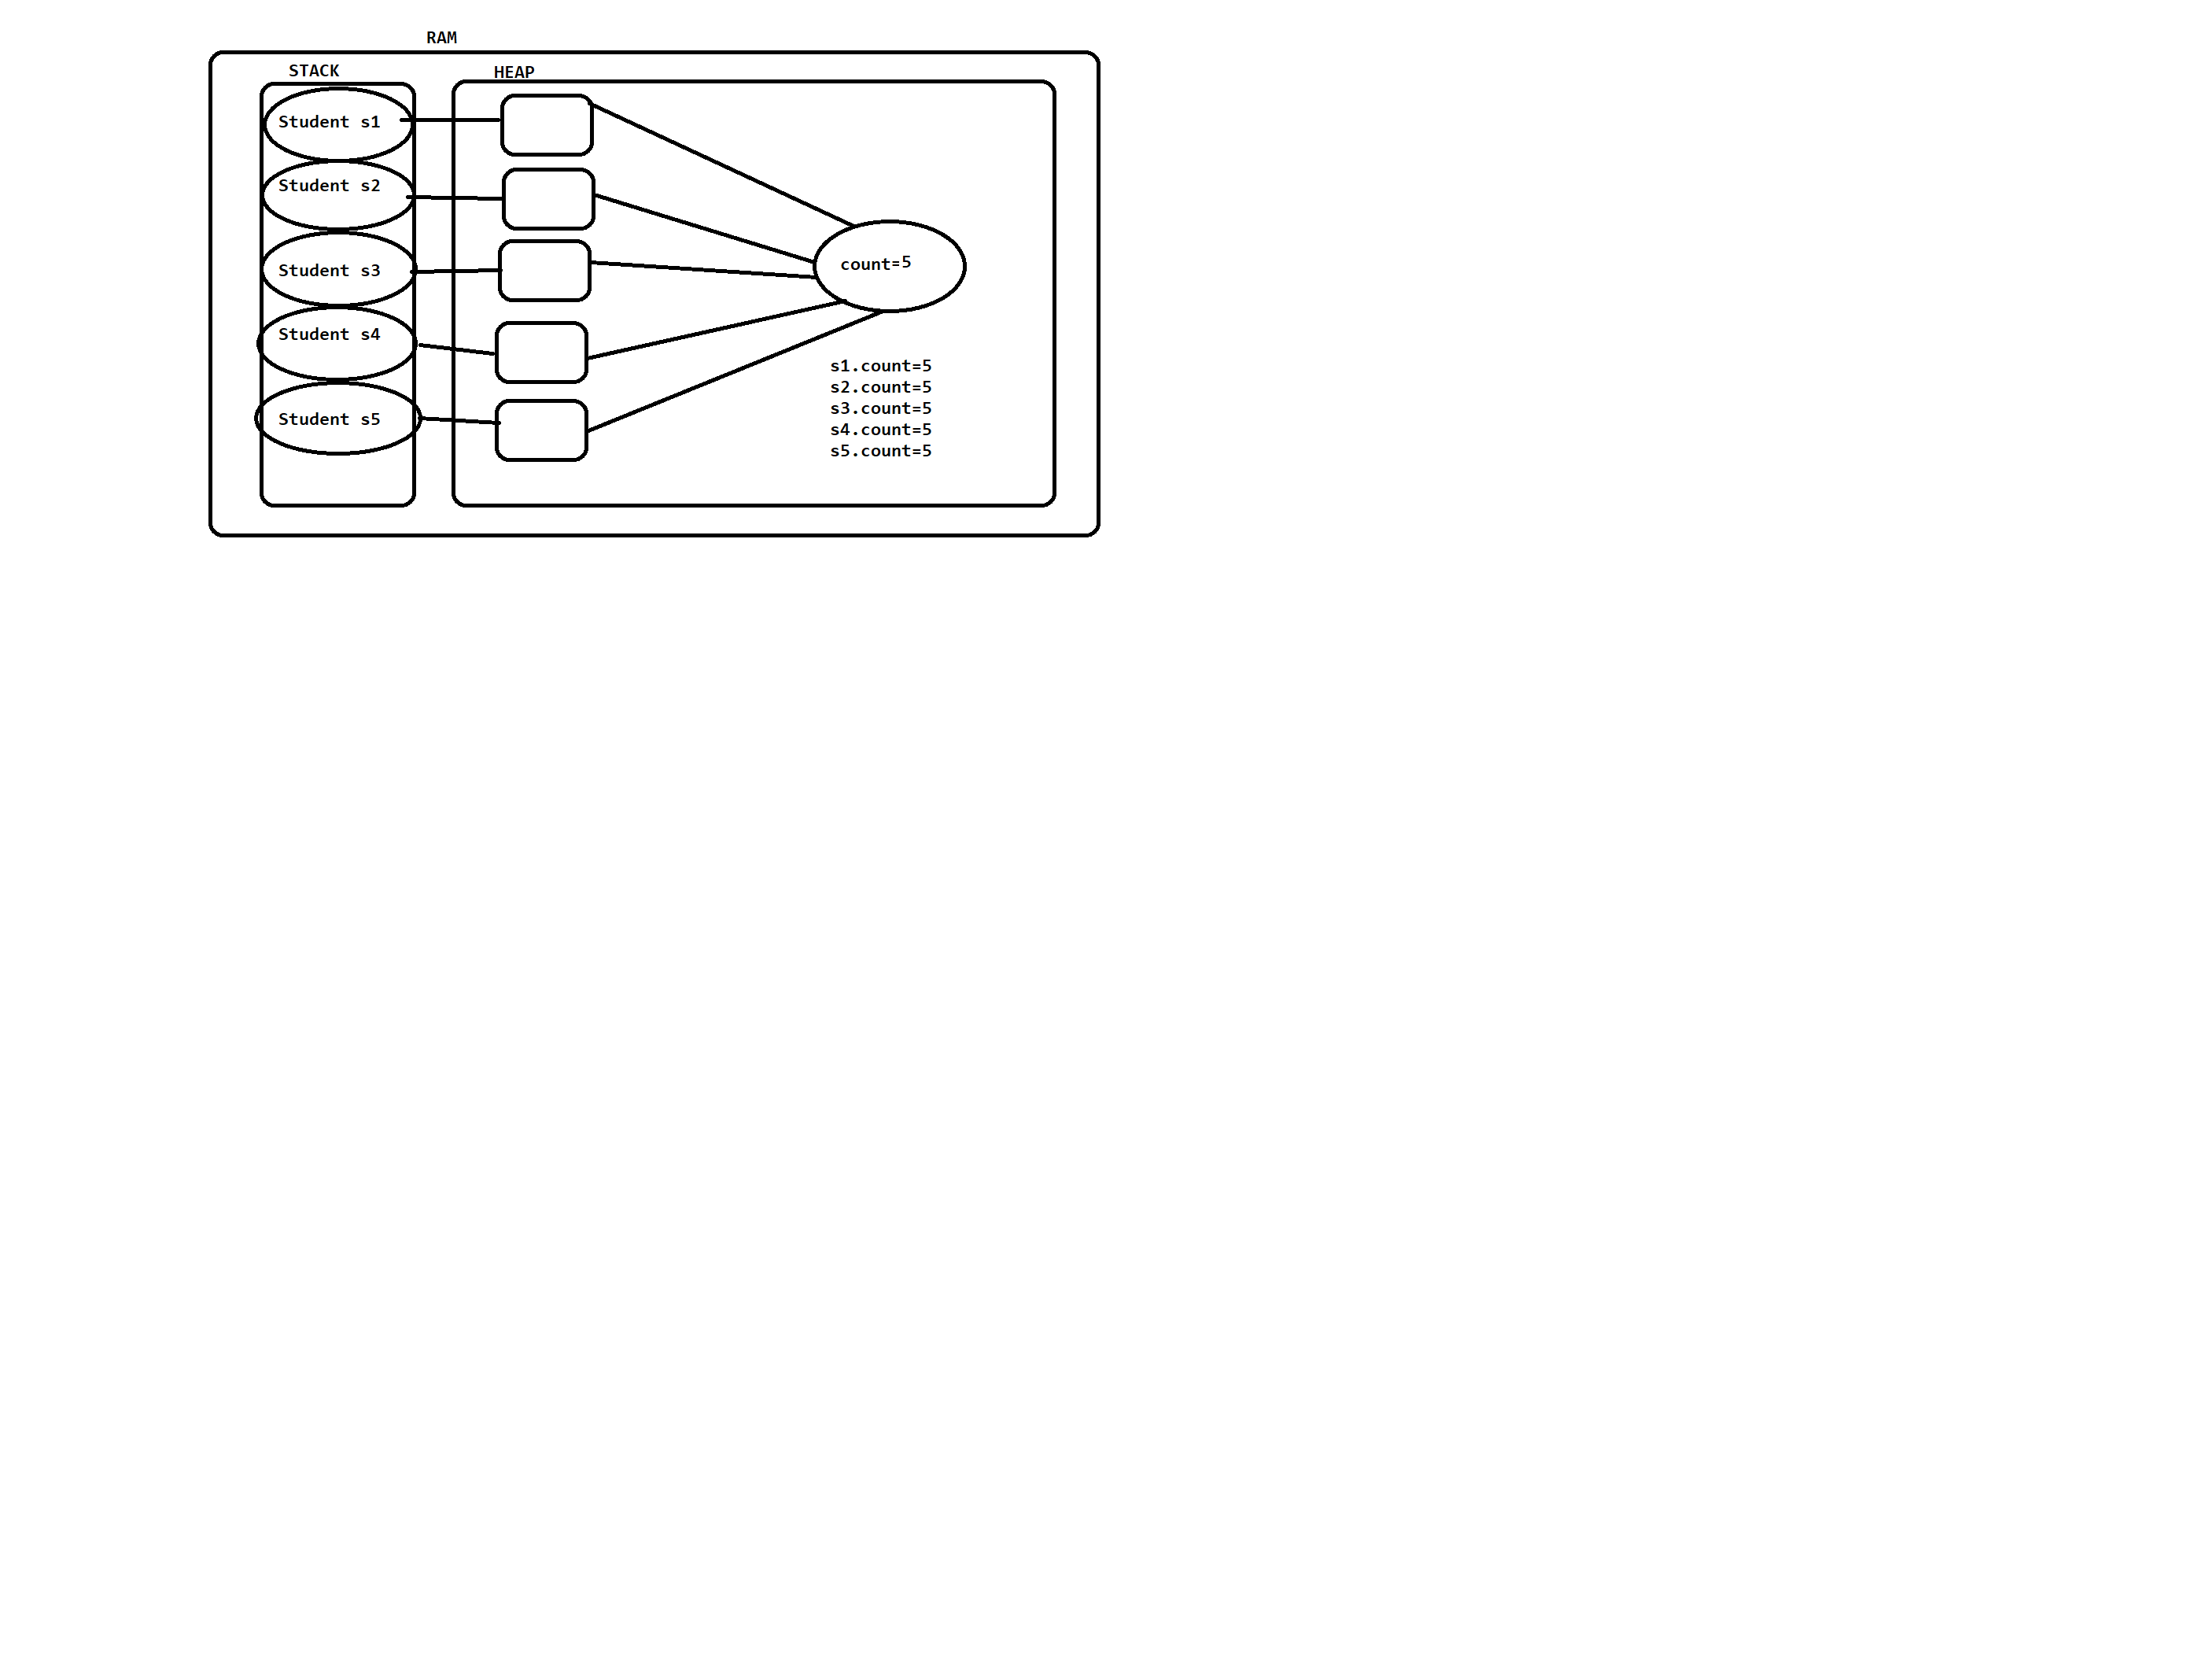 RAM
STACK
HEAP
Student s1
Student s2
Student s3
Student s4
Student s5
count=5
s1.count=5
s2.count=5
s3.count=5
s4.count=5
s5.count=5